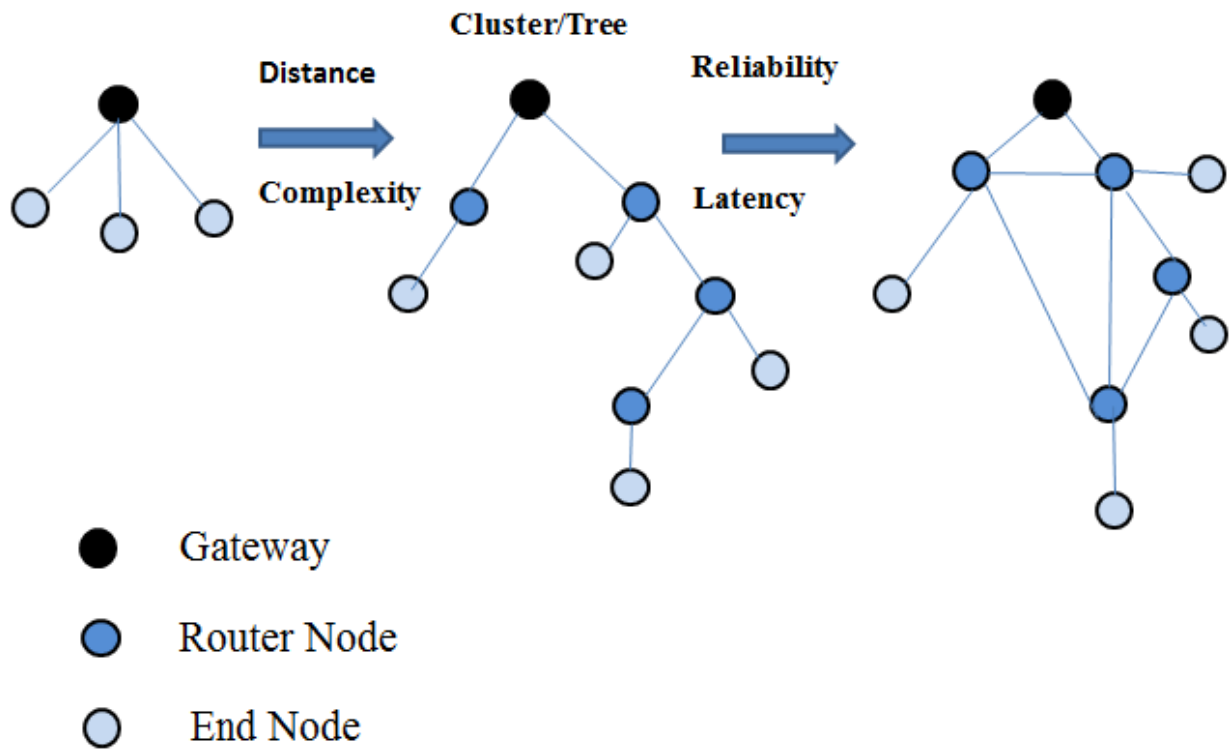 Cluster/Tree
Distance
Reliability
Complexity
Latency
Gateway
Router Node
End Node